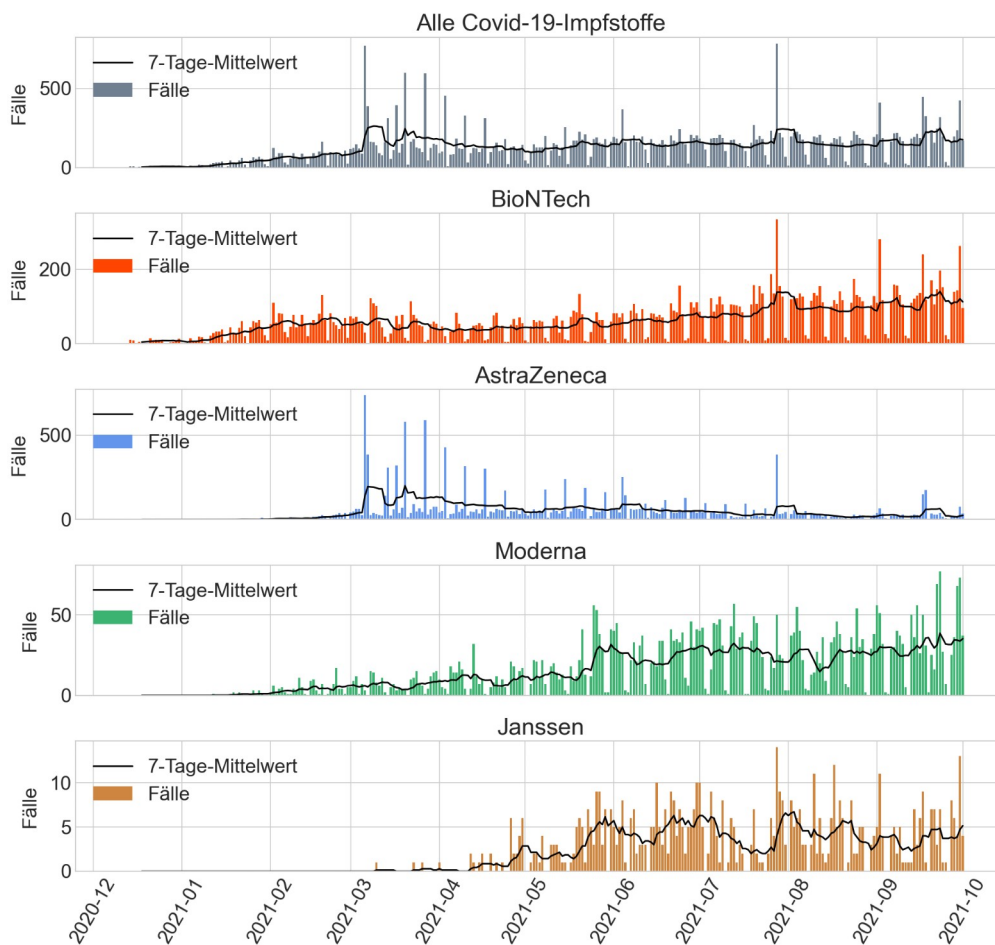 Alle Covid-19-Impfstoffe
Fälle
500
0
7-Tage-Mittelwert
Fälle
BioNTech
Fälle
200
0
7-Tage-Mittelwert
Fälle
AstraZeneca
Fälle
500
0
7-Tage-Mittelwert
Fälle
Moderna
Fälle
50
0
7-Tage-Mittelwert
Fälle
Janssen
Fälle
10
5
0
7-Tage-Mittelwert
Fälle
2020-12
2021-01
2021-02
2021-03
2021-04
2021-05
2021-06
2021-07
2021-08
2021-09
2021-10